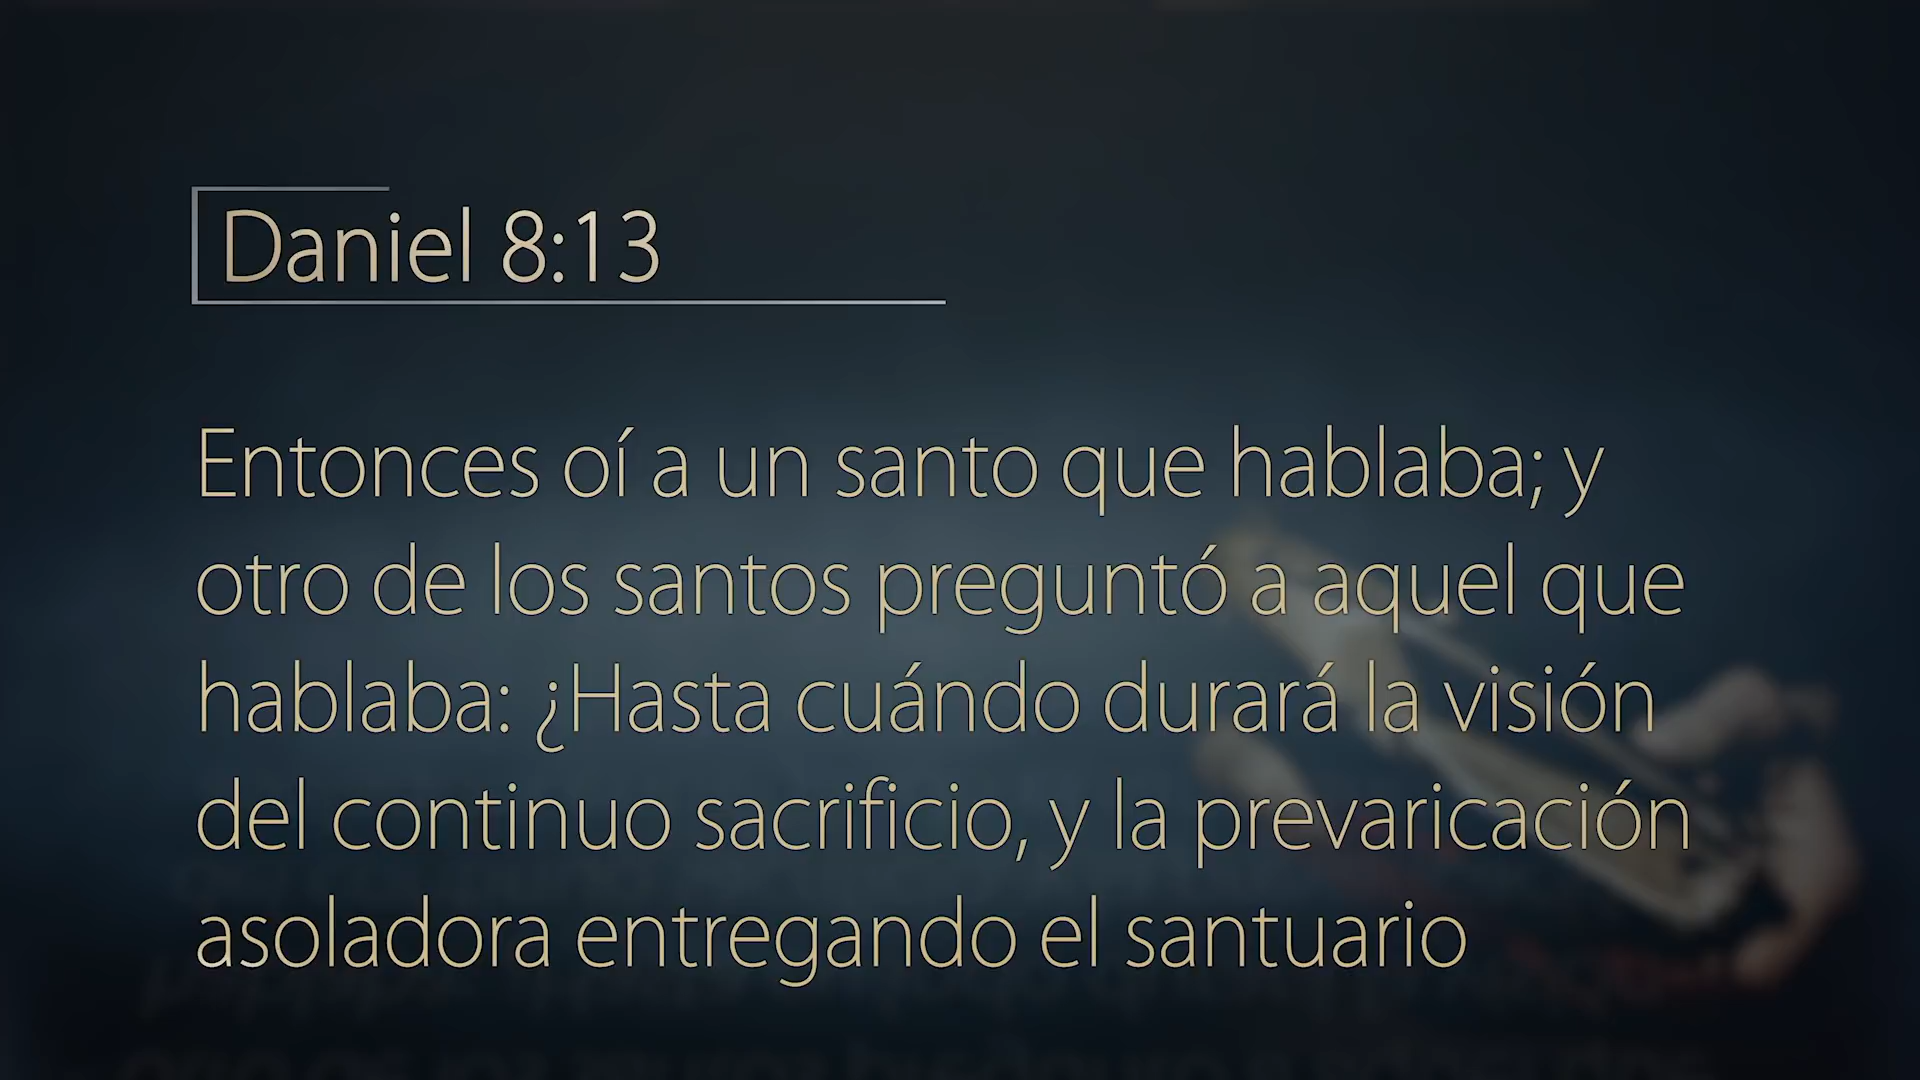 Daniel 8:13
Entonces oí a un santo que hablaba; y
otro de los santos preguntó a aquel que
hablaba: ¿Hasta cuándo durará la visión
del continuo sacrificio, y la prevaricación
asoladora entregando el santuario